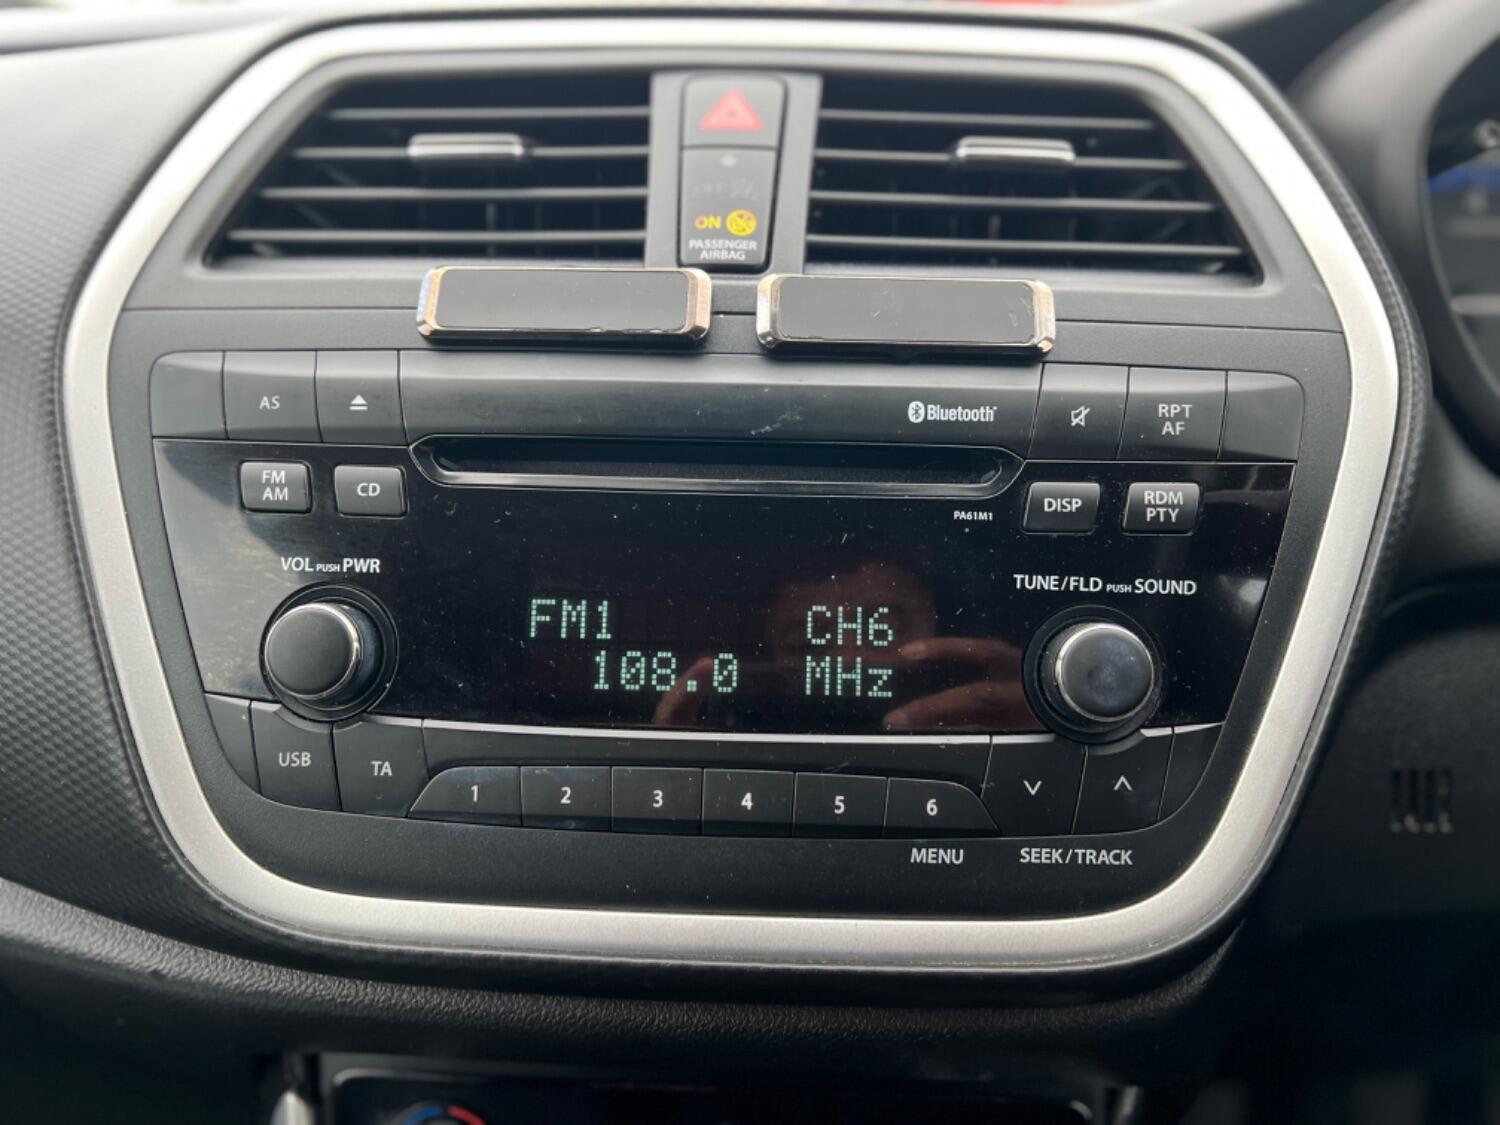 ON
PASSENGER
AIRBAG
AS
Bluetooth
RPT
AF
FM
AM
CD
DISP
RDM
PTY
PA61M1
VOL PUSH PWR
TUNE/FLD PUSH SOUND
FM1 CH6
108.0 MHz
USB
TA
1
2
3
4
5
6
MENU
SEEK/TRACK